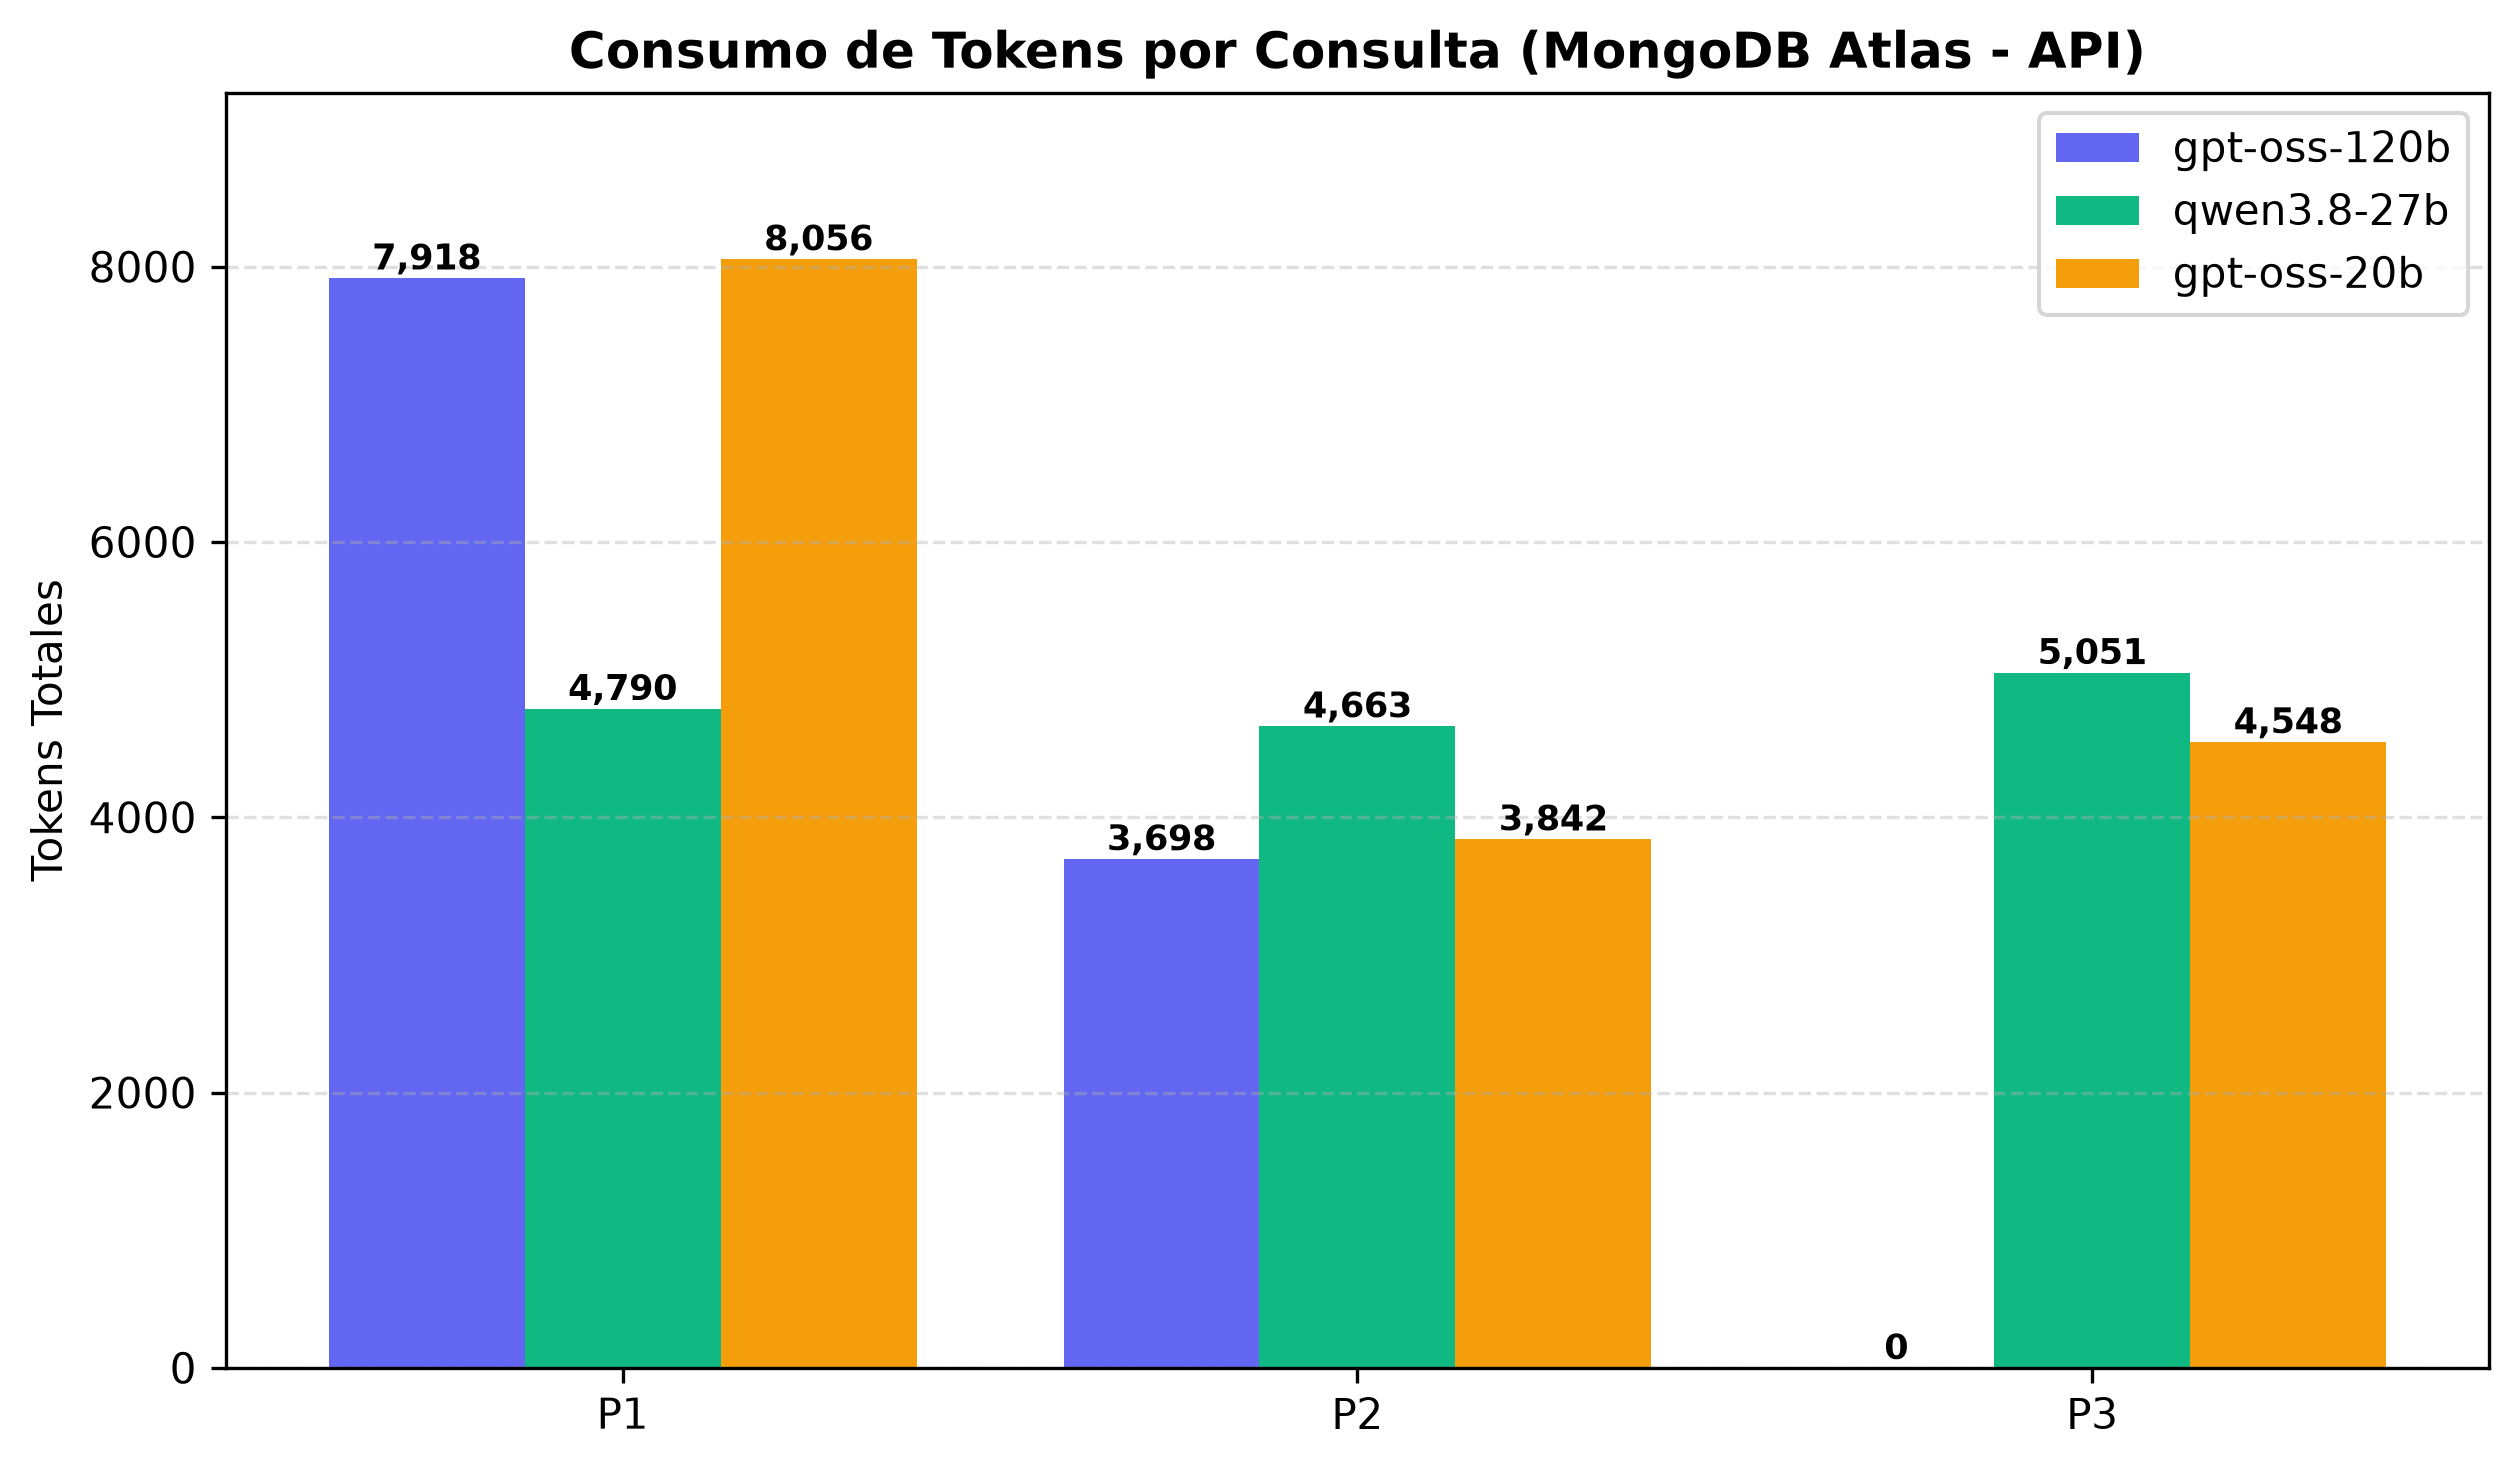 Consumo de Tokens por Consulta (MongoDB Atlas - API)
gpt-oss-120b
qwen3.8-27b
gpt-oss-20b
Tokens Totales
8000
6000
4000
2000
0
7,918
4,790
8,056
3,698
4,663
3,842
0
5,051
4,548
P1
P2
P3